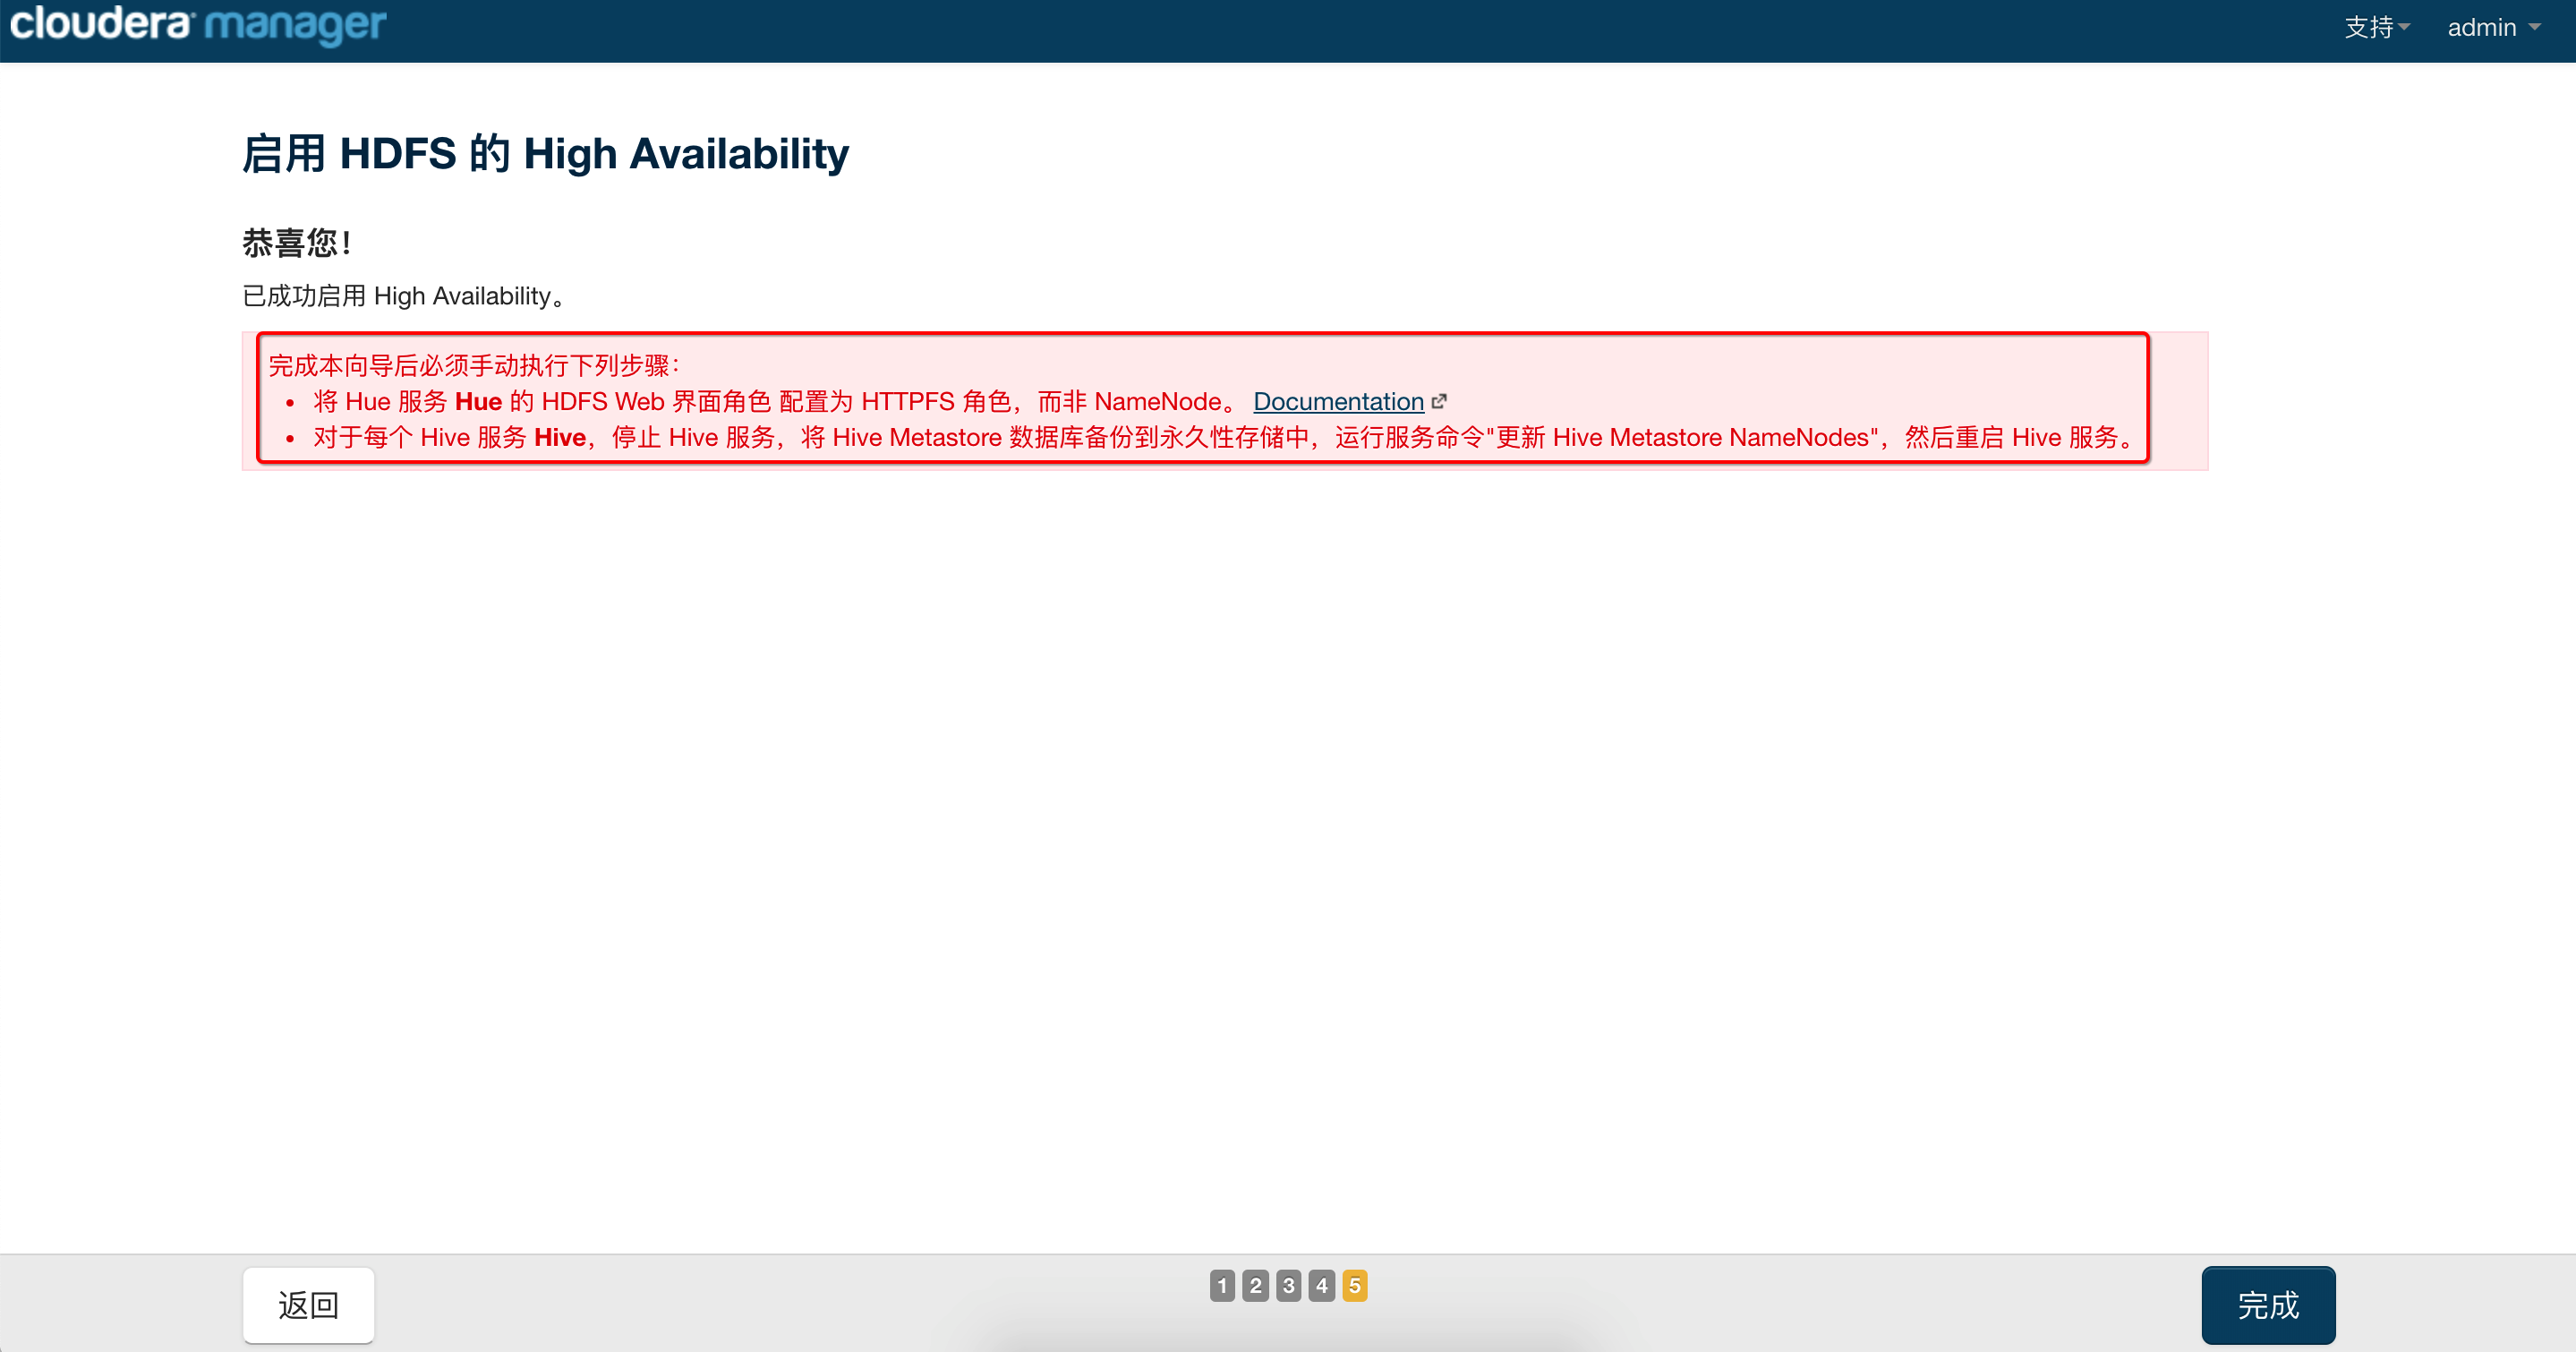 cloudera manager
支持 admin
启用 HDFS 的 High Availability
恭喜您！
已成功启用 High Availability。
完成本向导后必须手动执行下列步骤：
• 将 Hue 服务 Hue 的 HDFS Web 界面角色 配置为 HTTPFS 角色，而非 NameNode。 Documentation
• 对于每个 Hive 服务 Hive，停止 Hive 服务，将 Hive Metastore 数据库备份到永久性存储中，运行服务命令"更新 Hive Metastore NameNodes"，然后重启 Hive 服务。
返回 1 2 3 4 5 完成